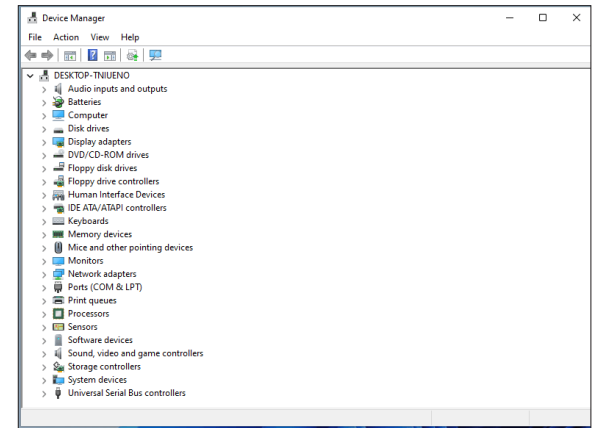 Device Manager
File Action View Help
DESKTOP-TNIUENO
Audio inputs and outputs
Batteries
Computer
Disk drives
Display adapters
DVD/CD-ROM drives
Floppy disk drives
Floppy drive controllers
Human Interface Devices
IDE ATA/ATAPI controllers
Keyboards
Memory devices
Mice and other pointing devices
Monitors
Network adapters
Ports (COM & LPT)
Print queues
Processors
Sensors
Software devices
Sound, video and game controllers
Storage controllers
System devices
Universal Serial Bus controllers